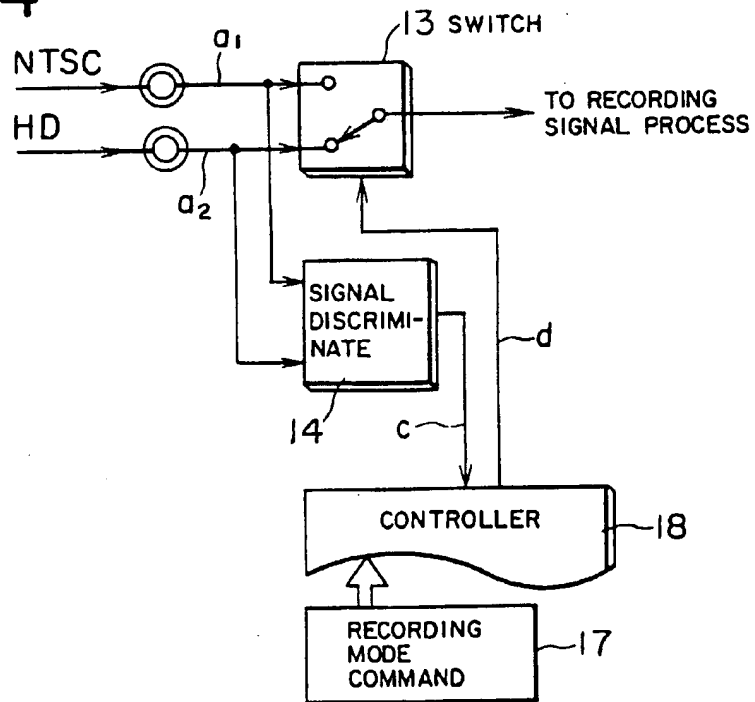 4
13 SWITCH
NTSC
a1
HD
a2
TO RECORDING
SIGNAL PROCESS
SIGNAL
DISCRIMI-
NATE
14
c
d
CONTROLLER
18
RECORDING
MODE
COMMAND
17